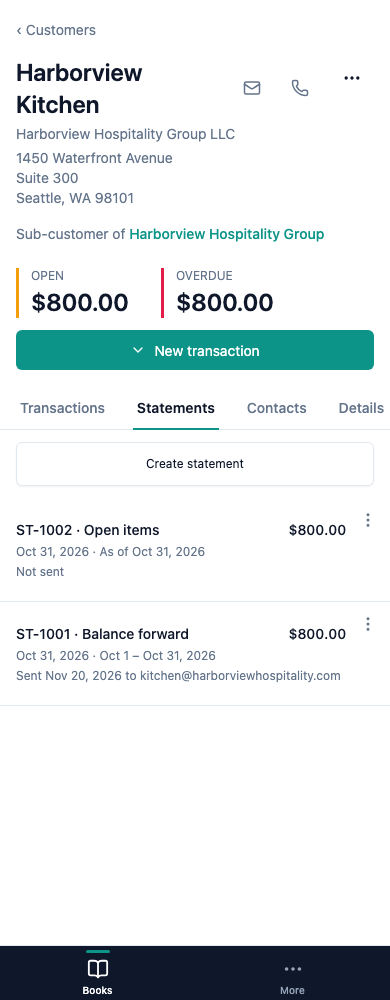 ‹ Customers
Harborview
Kitchen
Harborview Hospitality Group LLC
1450 Waterfront Avenue
Suite 300
Seattle, WA 98101
Sub-customer of Harborview Hospitality Group
OPEN
$800.00
OVERDUE
$800.00
New transaction
Transactions
Statements
Contacts
Details
Create statement
ST-1002 · Open items
$800.00
Oct 31, 2026 · As of Oct 31, 2026
Not sent
ST-1001 · Balance forward
$800.00
Oct 31, 2026 · Oct 1 – Oct 31, 2026
Sent Nov 20, 2026 to kitchen@harborviewhospitality.com
Books
More